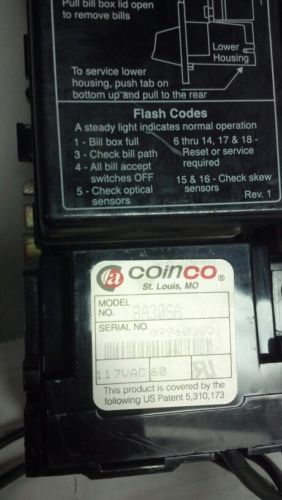 Pull bill box lid open
to remove bills
Lower
Housing
To service lower
housing, push tab on
bottom up and pull to the rear
Flash Codes
A steady light indicates normal operation
1 - Bill box full
3 - Check bill path
4 - All bill accept
switches OFF
5 - Check optical
sensors
6 thru 14, 17 & 18 -
Reset or service
required
15 & 16 - Check skew
sensors
Rev. 1
coinco®
St. Louis, MO
MODEL
NO. BA30SA
SERIAL NO.
117VAC 60
This product is covered by the
following US Patent 5,310,173